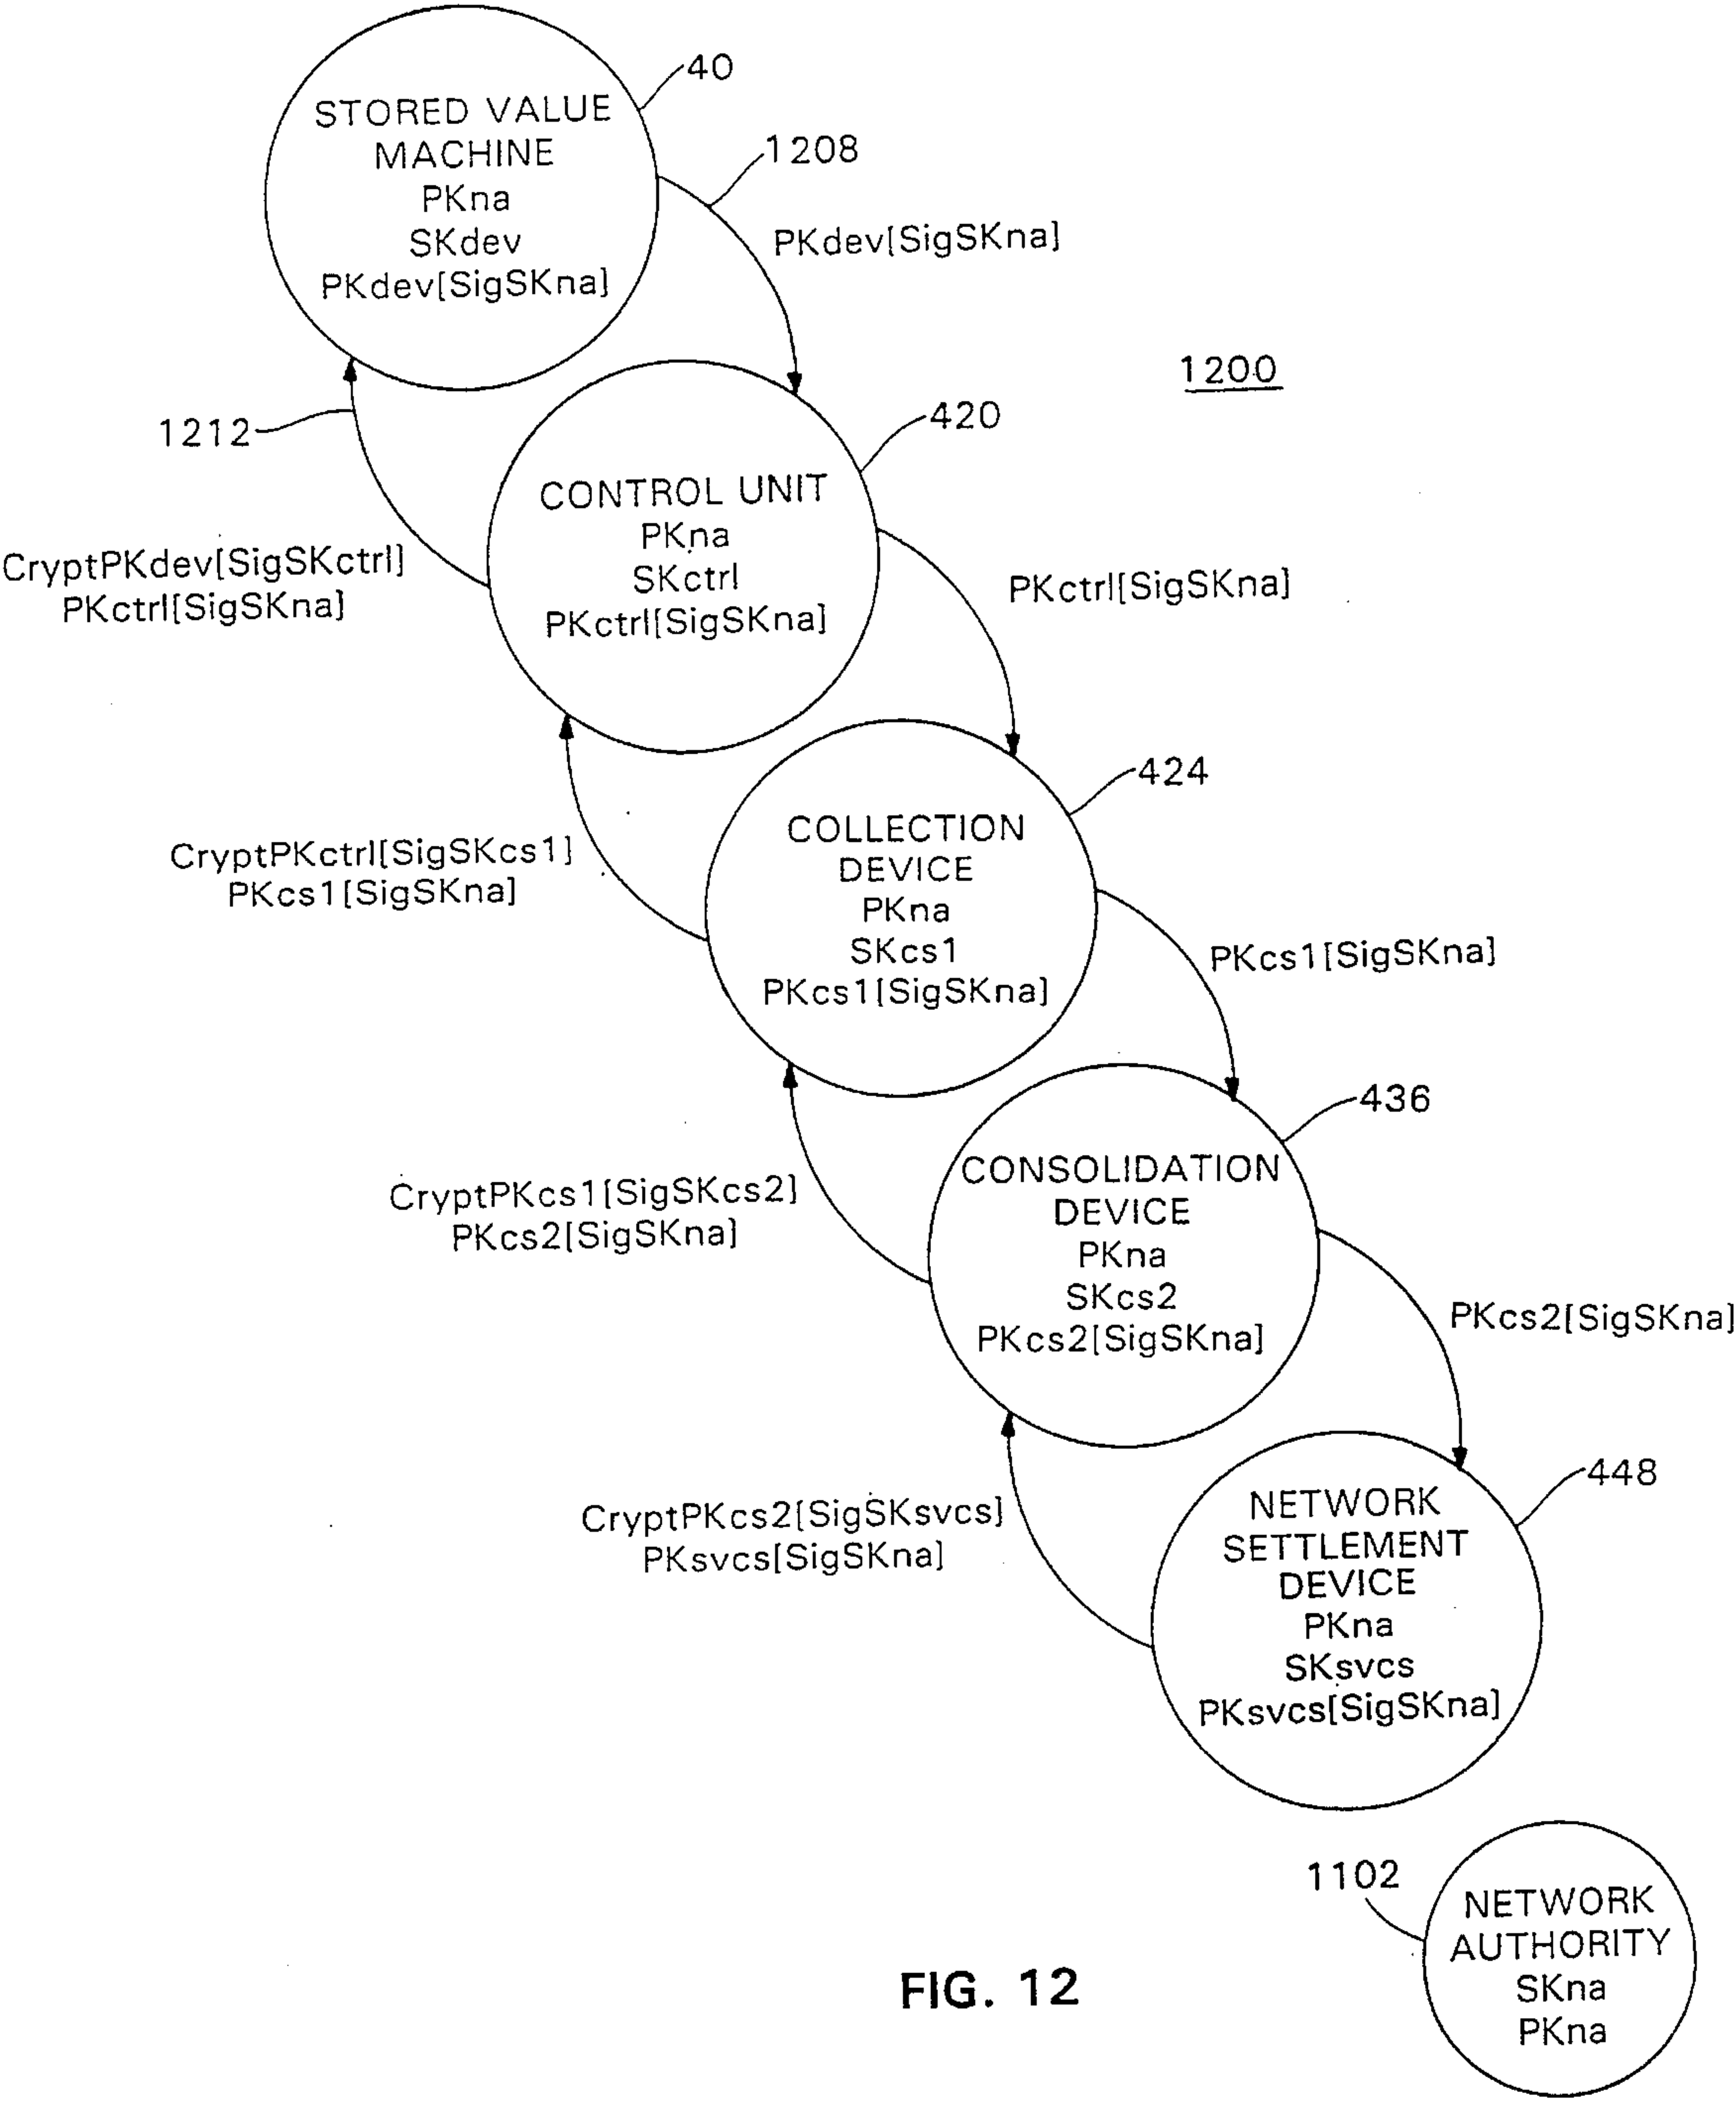 40
STORED VALUE
MACHINE
PKna
SKdev
PKdev[SigSKna]
1208
PKdev[SigSKna]
1200
1212
420
CONTROL UNIT
PKna
SKctrl
PKctrl[SigSKna]
CryptPKdev[SigSKctrl]
PKctrl[SigSKna]
PKctrl[SigSKna]
424
COLLECTION
DEVICE
PKna
SKcs1
PKcs1[SigSKna]
CryptPKctrl[SigSKcs1]
PKcs1[SigSKna]
PKcs1[SigSKna]
436
CONSOLIDATION
DEVICE
PKna
SKcs2
PKcs2[SigSKna]
CryptPKcs1[SigSKcs2]
PKcs2[SigSKna]
PKcs2[SigSKna]
448
NETWORK
SETTLEMENT
DEVICE
PKna
SKsvcs
PKsvcs[SigSKna]
CryptPKcs2[SigSKsvcs]
PKsvcs[SigSKna]
1102
NETWORK
AUTHORITY
SKna
PKna
FIG. 12